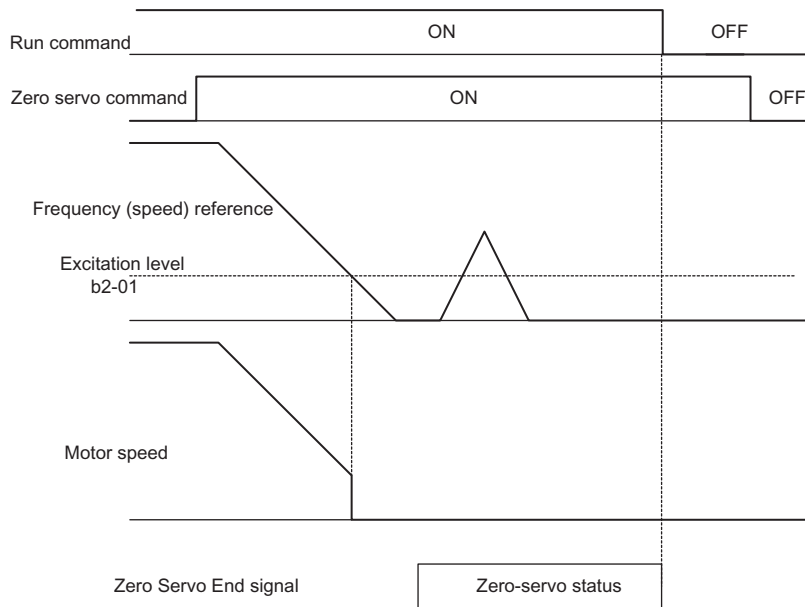 Run command
ON
OFF
Zero servo command
ON
OFF
Frequency (speed) reference
Excitation level
b2-01
Motor speed
Zero Servo End signal
Zero-servo status